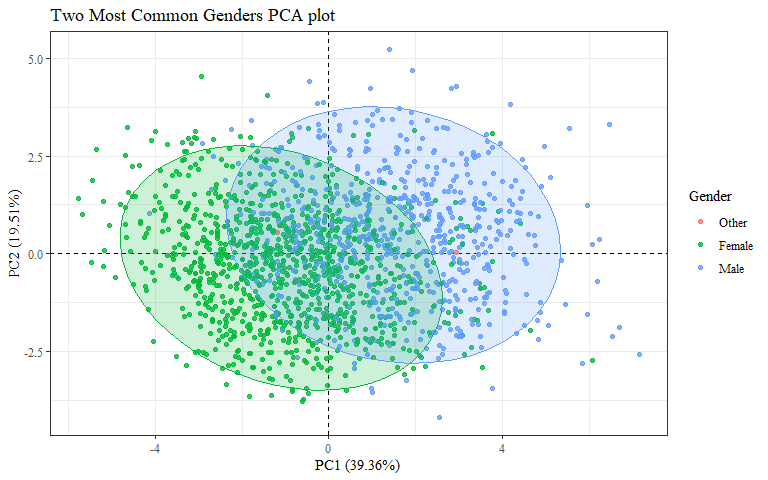 Two Most Common Genders PCA plot
PC2 (19.51%)
5.0
2.5
0.0
-2.5
-4
0
4
PC1 (39.36%)
Gender
Other
Female
Male